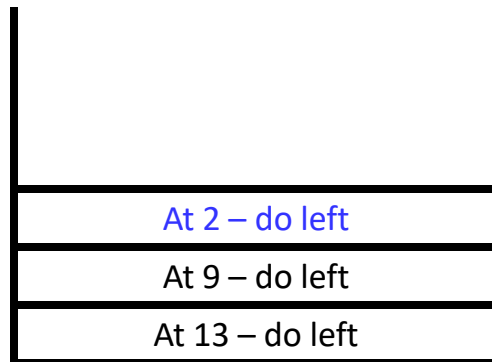 At 2 – do left
At 9 – do left
At 13 – do left